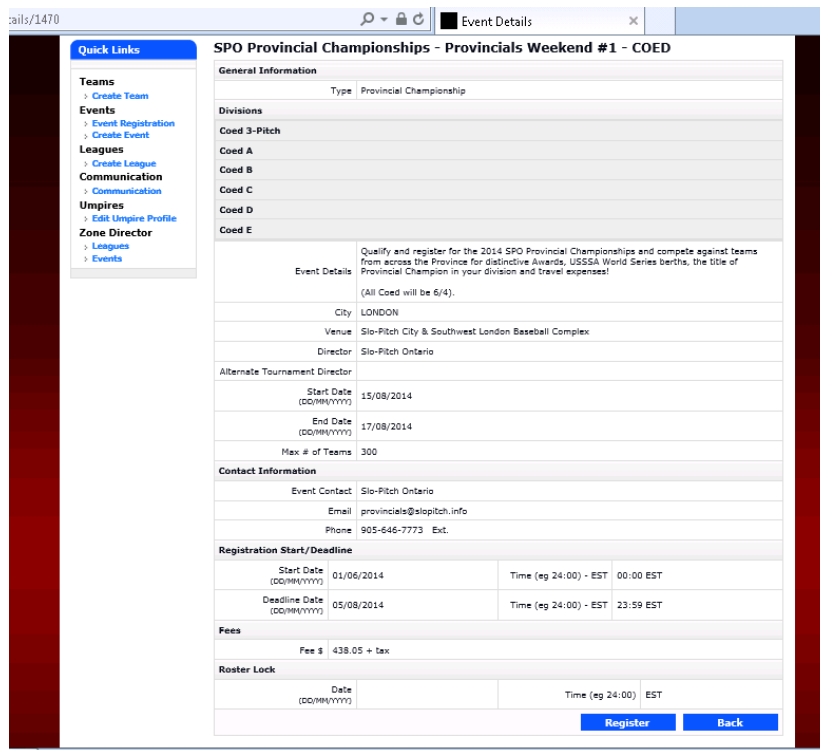 :ails/1470
Event Details
Quick Links
Teams
› Create Team
Events
› Event Registration
› Create Event
Leagues
› Create League
Communication
› Communication
Umpires
› Edit Umpire Profile
Zone Director
› Leagues
› Events
SPO Provincial Championships - Provincials Weekend #1 - COED
General Information
Type Provincial Championship
Divisions
Coed 3-Pitch
Coed A
Coed B
Coed C
Coed D
Coed E
Event Details
Qualify and register for the 2014 SPO Provincial Championships and compete against teams
from across the Province for distinctive Awards, USSSA World Series berths, the title of
Provincial Champion in your division and travel expenses!
(All Coed will be 6/4).
City LONDON
Venue Slo-Pitch City & Southwest London Baseball Complex
Director Slo-Pitch Ontario
Alternate Tournament Director
Start Date
(DD/MM/YYYY) 15/08/2014
End Date
(DD/MM/YYYY) 17/08/2014
Max # of Teams 300
Contact Information
Event Contact Slo-Pitch Ontario
Email provincials@slopitch.info
Phone 905-646-7773 Ext.
Registration Start/Deadline
Start Date
(DD/MM/YYYY) 01/06/2014 Time (eg 24:00) - EST 00:00 EST
Deadline Date
(DD/MM/YYYY) 05/08/2014 Time (eg 24:00) - EST 23:59 EST
Fees
Fee $ 438.05 + tax
Roster Lock
Date
(DD/MM/YYYY) Time (eg 24:00) EST
Register Back